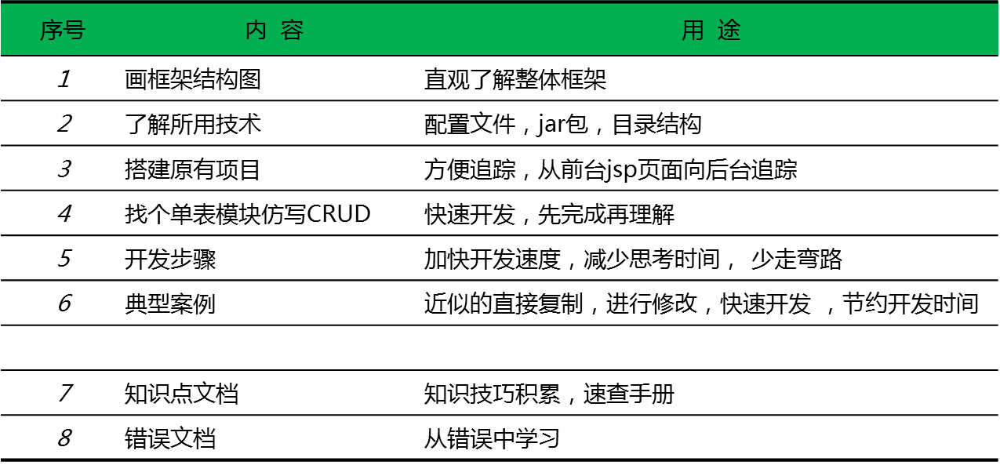 序号 内 容 用 途
1 画框架结构图 直观了解整体框架
2 了解所用技术 配置文件，jar包，目录结构
3 搭建原有项目 方便追踪，从前台jsp页面向后台追踪
4 找个单表模块仿写CRUD 快速开发，先完成再理解
5 开发步骤 加快开发速度，减少思考时间， 少走弯路
6 典型案例 近似的直接复制，进行修改，快速开发 ，节约开发时间
7 知识点文档 知识技巧积累，速查手册
8 错误文档 从错误中学习